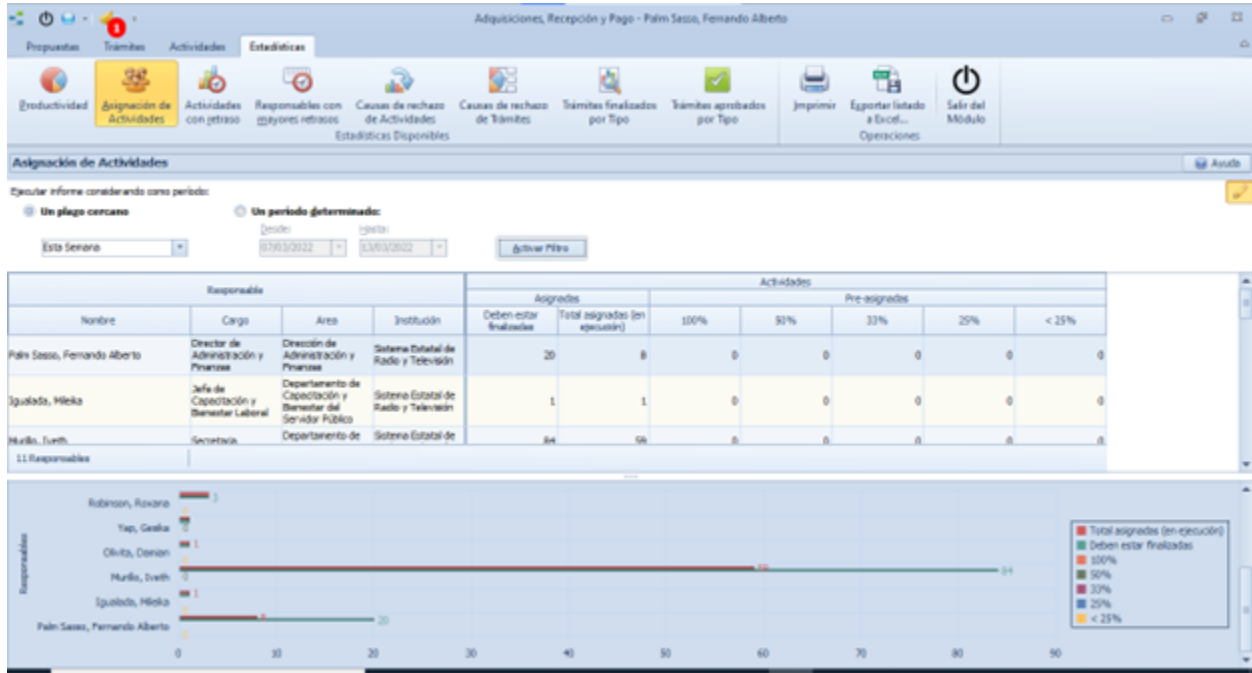 1
Adquisiciones, Recepción y Pago - Palm Sasso, Fernando Alberto
Propuestas Trámites Actividades Estadísticas
Productividad
Asignación de Actividades
Actividades con retraso
Responsables con mayores retrasos
Causas de rechazo de Actividades
Causas de rechazo de Trámites
Trámites finalizados por Tipo
Trámites aprobados por Tipo
Imprimir
Exportar listado a Excel...
Salir del Módulo
Estadísticas Disponibles
Operaciones
Asignación de Actividades
Ayuda
Ejecutar informe considerando como período:
Un plazo cercano
Un período determinado:
Desde: Hasta:
Esta Semana 07/03/2022 13/03/2022 Activar Filtro
Responsable Actividades
Asignadas Pre-asignadas
Nombre Cargo Area Institución Deben estar finalizadas Total asignadas (en ejecución) 100% 50% 33% 25% < 25%
Palm Sasso, Fernando Alberto Director de Administración y Finanzas Dirección de Administración y Finanzas Sistema Estatal de Radio y Televisión 20 8 0 0 0 0 0
Igualada, Mileika Jefa de Capacitación y Bienestar Laboral Departamento de Capacitación y Bienestar del Servidor Público Sistema Estatal de Radio y Televisión 1 1 0 0 0 0 0
Murillo, Iveth Secretaria Departamento de Sistema Estatal de 84 59 0 0 0 0 0
11 Responsables
Responsables
Robinson, Roxana 3
Yap, Geeika 0
Olivita, Damian 1
Murillo, Iveth 59 84 0
Igualada, Mileika 1
Palm Sasso, Fernando Alberto 8 20
0 10 20 30 40 50 60 70 80 90
Total asignadas (en ejecución)
Deben estar finalizadas
100%
50%
33%
25%
< 25%